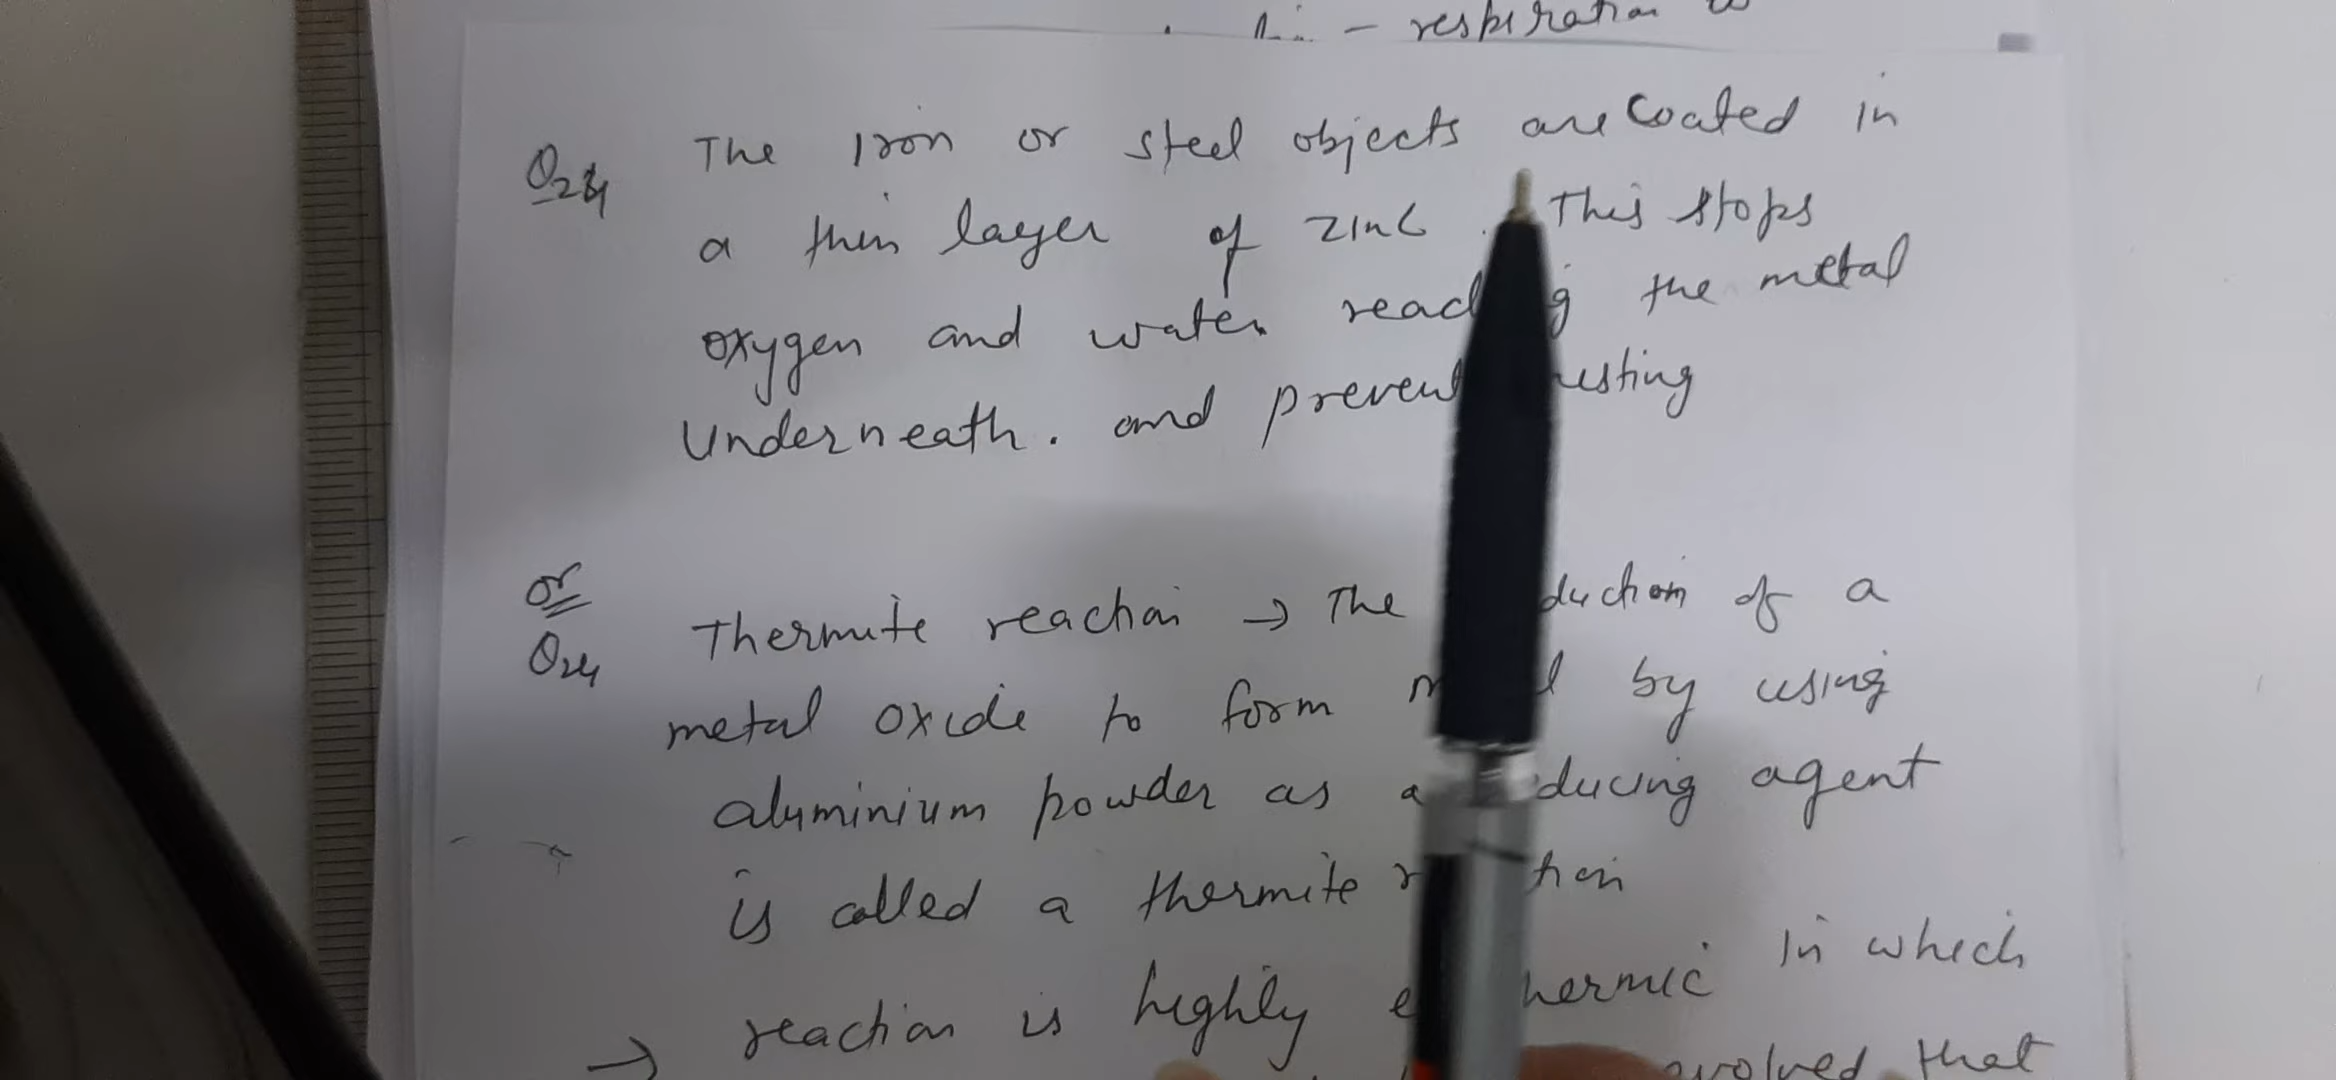 – respiration
Q24 The Iron or steel objects are coated in
a thin layer of zinc. This stops
oxygen and water the metal
Underneath. and
or
Q24 Thermite reaction → The of a
metal oxide to form by using
aluminium powder as agent
is called a thermite
→ reaction is highly in which
evolved that